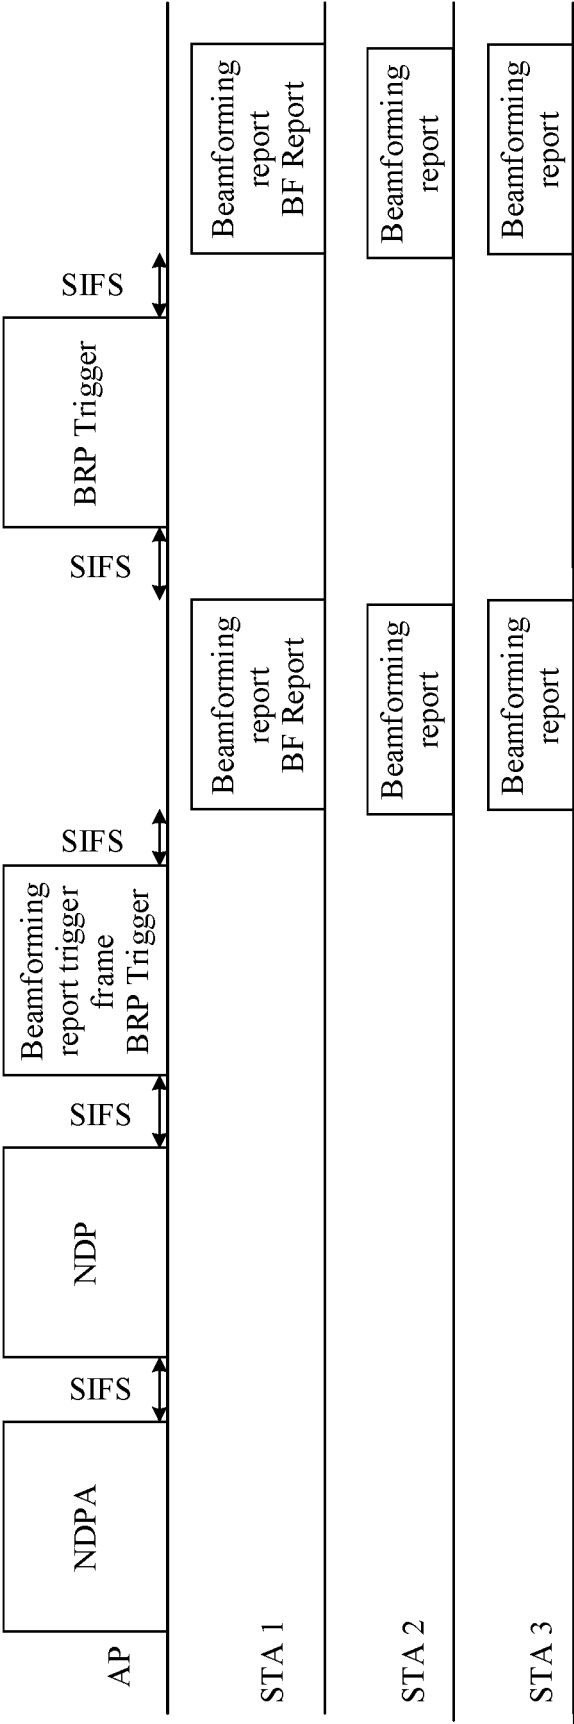 AP
NDPA
SIFS
NDP
SIFS
Beamforming
report trigger
frame
BRP Trigger
SIFS
SIFS
BRP Trigger
SIFS
STA 1
Beamforming
report
BF Report
Beamforming
report
BF Report
STA 2
Beamforming
report
Beamforming
report
STA 3
Beamforming
report
Beamforming
report